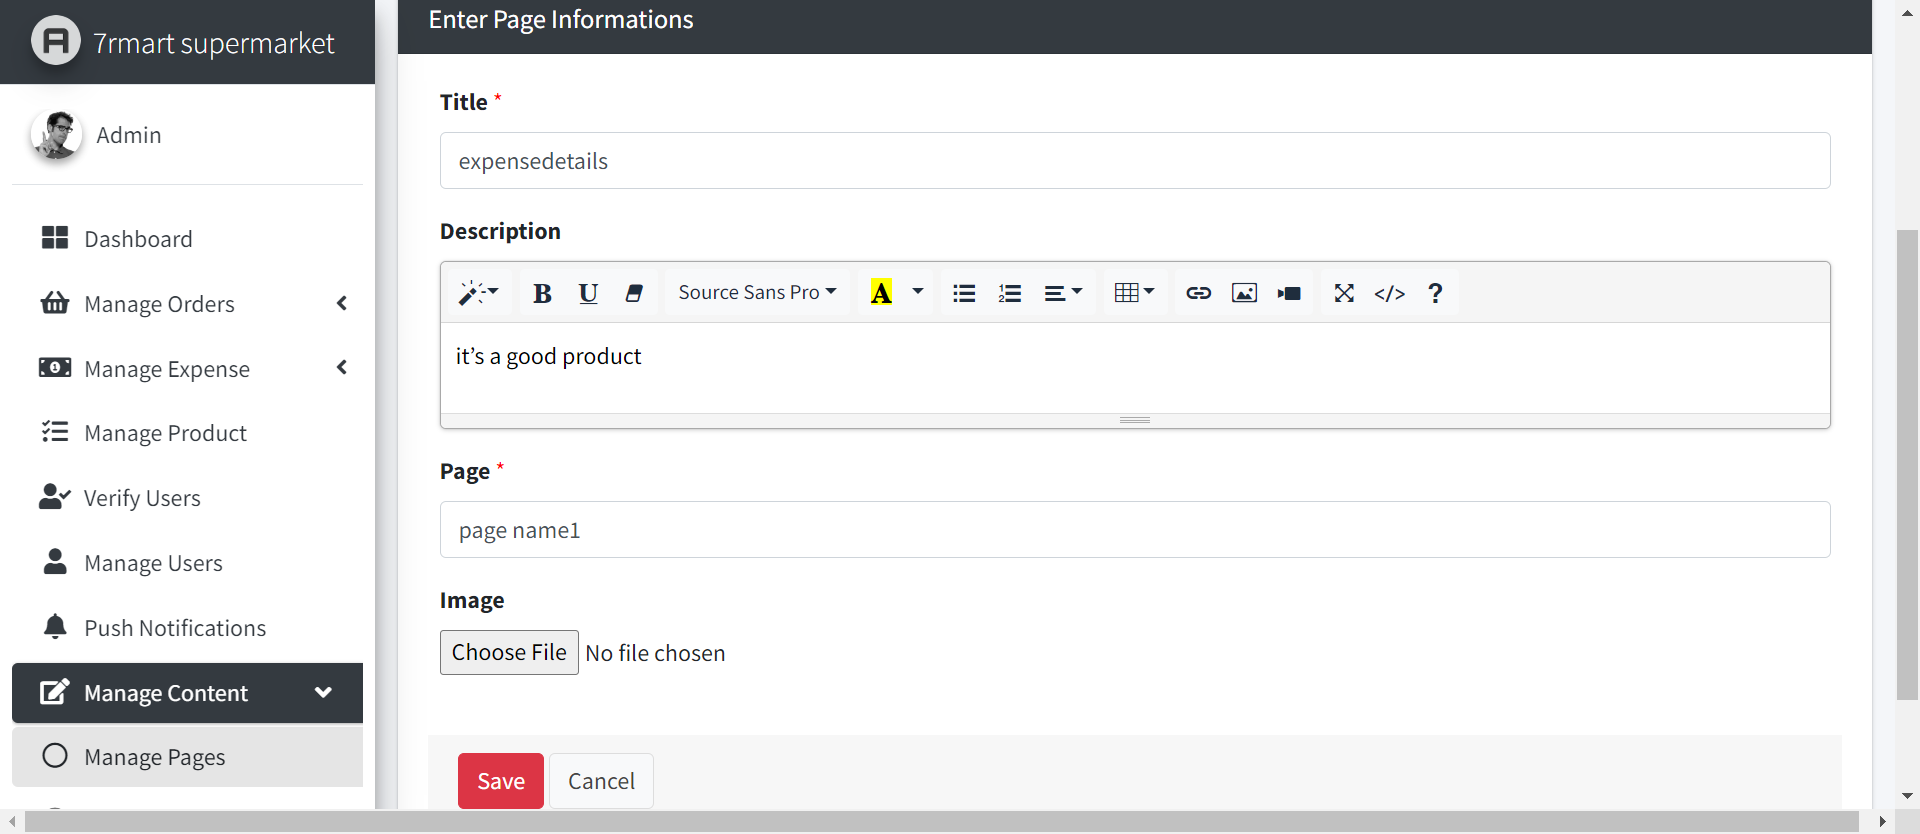 7rmart supermarket
Admin
Dashboard
Manage Orders
Manage Expense
Manage Product
Verify Users
Manage Users
Push Notifications
Manage Content
Manage Pages
Enter Page Informations
Title *
expensedetails
Description
B U Source Sans Pro A </> ?
it’s a good product
Page *
page name1
Image
Choose File No file chosen
Save Cancel